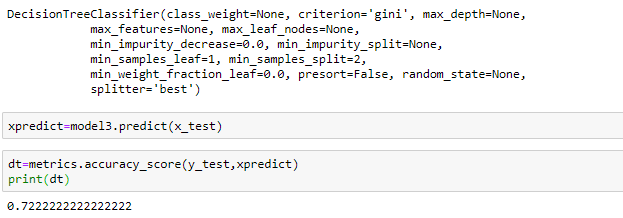 DecisionTreeClassifier(class_weight=None, criterion='gini', max_depth=None,
max_features=None, max_leaf_nodes=None,
min_impurity_decrease=0.0, min_impurity_split=None,
min_samples_leaf=1, min_samples_split=2,
min_weight_fraction_leaf=0.0, presort=False, random_state=None,
splitter='best')
xpredict=model3.predict(x_test)
dt=metrics.accuracy_score(y_test,xpredict)
print(dt)
0.7222222222222222